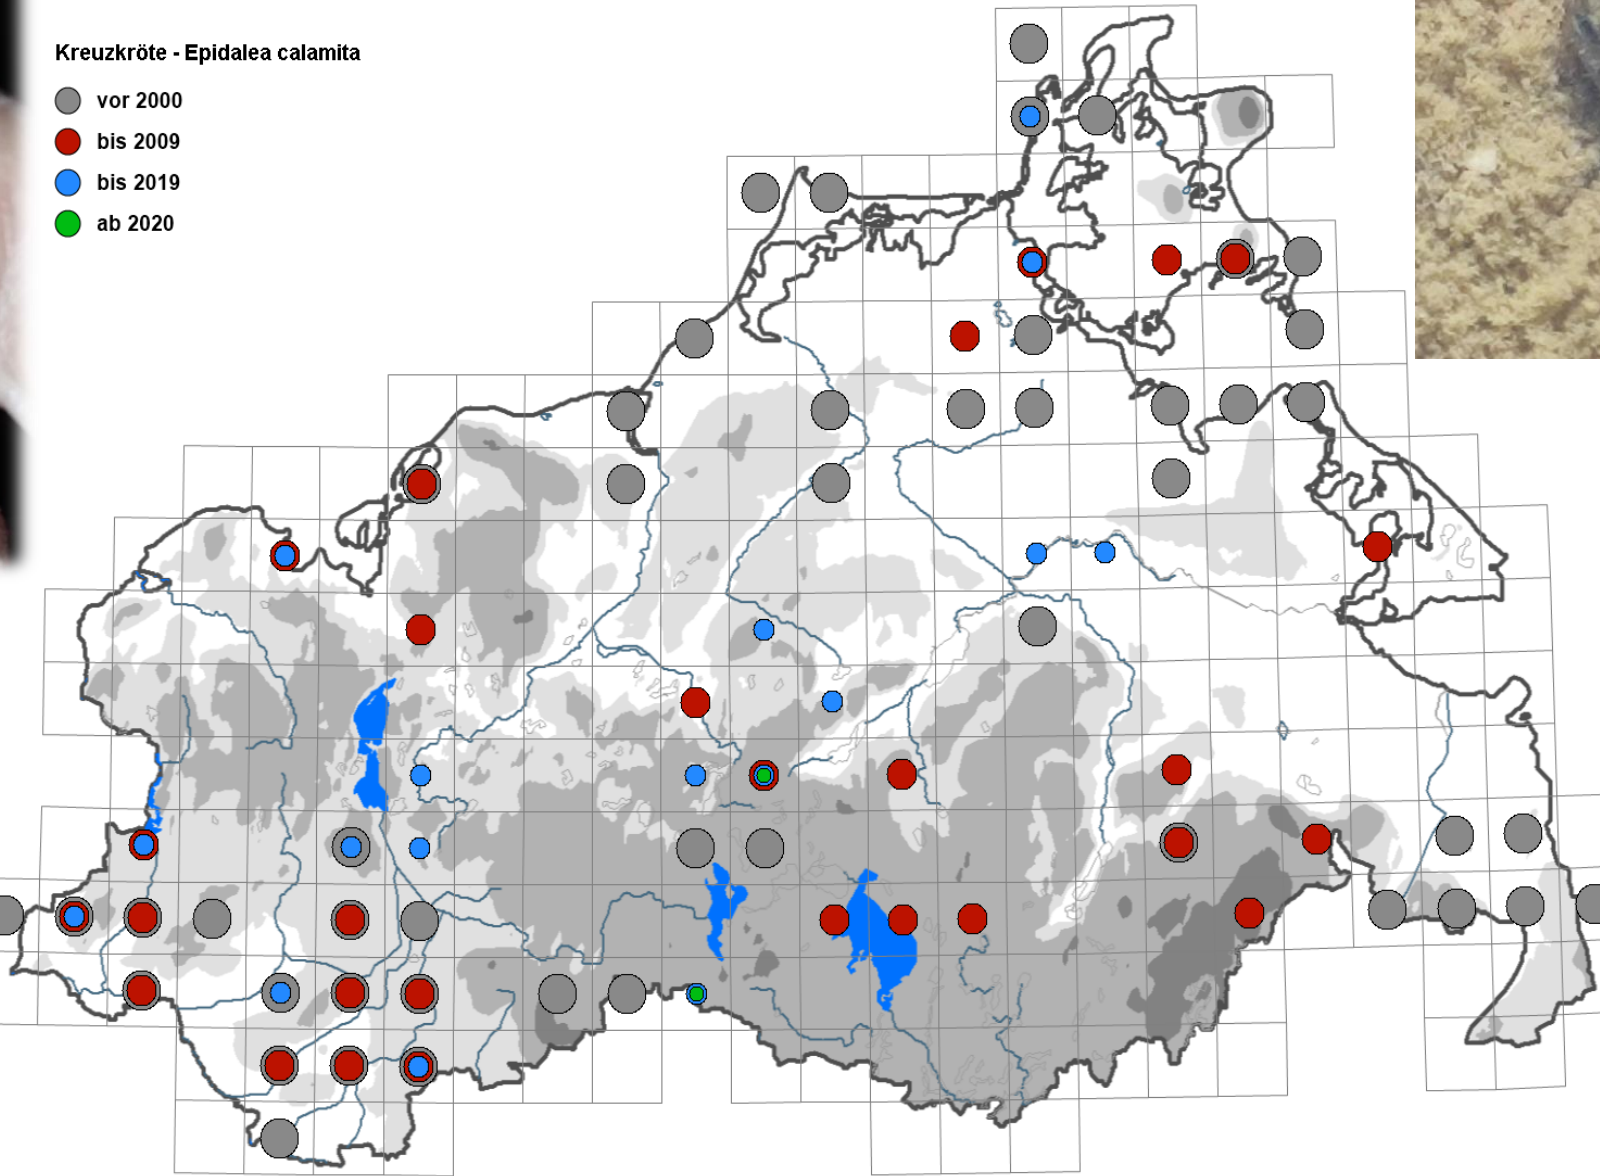 Kreuzkröte - Epidalea calamita
vor 2000
bis 2009
bis 2019
ab 2020